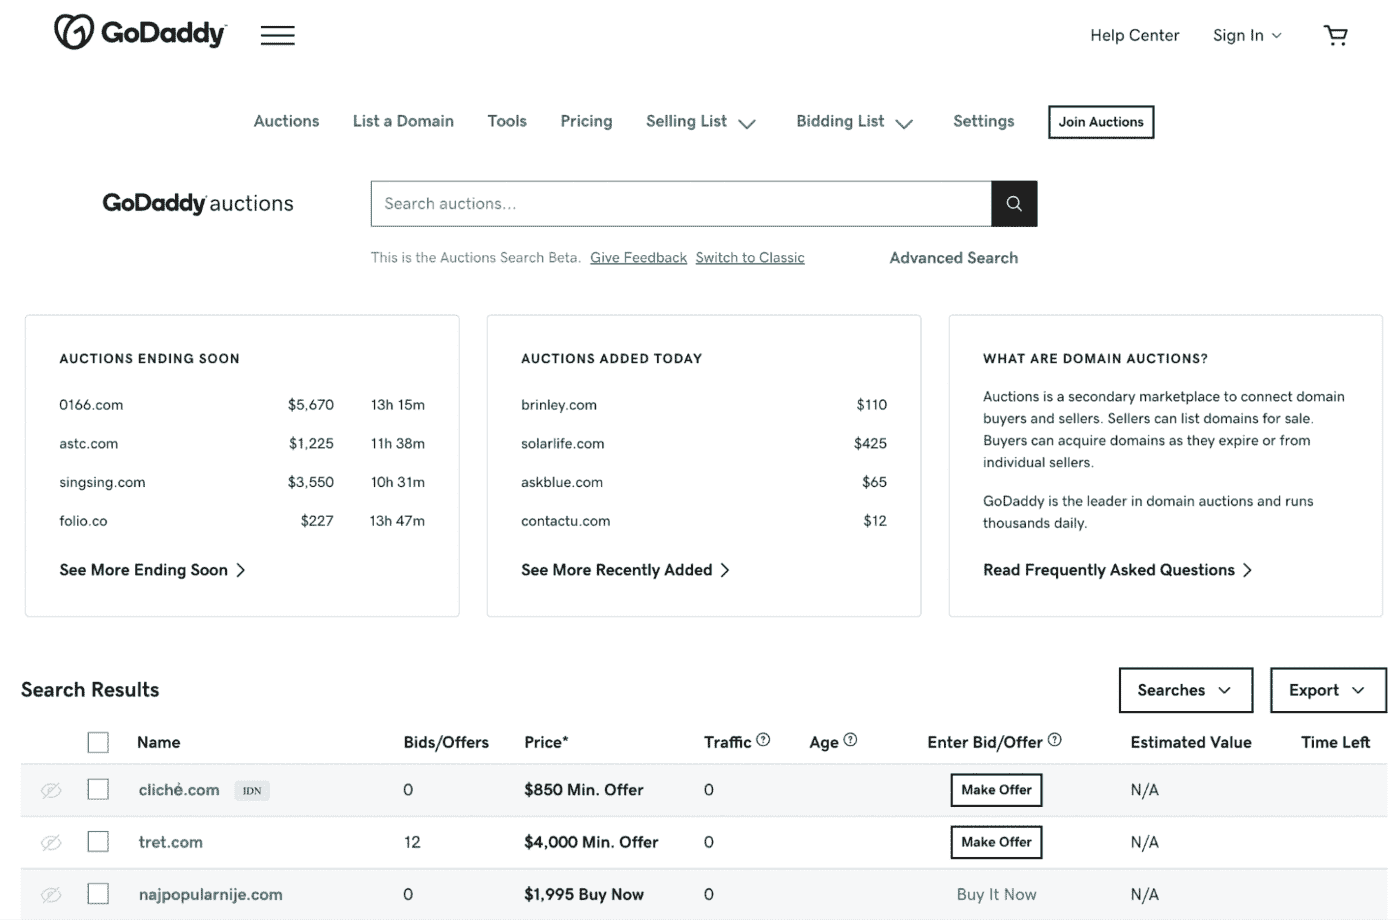 GoDaddy
Help Center Sign In
Auctions List a Domain Tools Pricing Selling List Bidding List Settings Join Auctions
GoDaddy auctions
Search auctions...
This is the Auctions Search Beta. Give Feedback Switch to Classic Advanced Search
AUCTIONS ENDING SOON
0166.com $5,670 13h 15m
astc.com $1,225 11h 38m
singsing.com $3,550 10h 31m
folio.co $227 13h 47m
See More Ending Soon
AUCTIONS ADDED TODAY
brinley.com $110
solarlife.com $425
askblue.com $65
contactu.com $12
See More Recently Added
WHAT ARE DOMAIN AUCTIONS?
Auctions is a secondary marketplace to connect domain
buyers and sellers. Sellers can list domains for sale.
Buyers can acquire domains as they expire or from
individual sellers.
GoDaddy is the leader in domain auctions and runs
thousands daily.
Read Frequently Asked Questions
Search Results Searches Export
Name Bids/Offers Price* Traffic ? Age ? Enter Bid/Offer ? Estimated Value Time Left
cliché.com IDN 0 $850 Min. Offer 0 Make Offer N/A
tret.com 12 $4,000 Min. Offer 0 Make Offer N/A
najpopularnije.com 0 $1,995 Buy Now 0 Buy It Now N/A